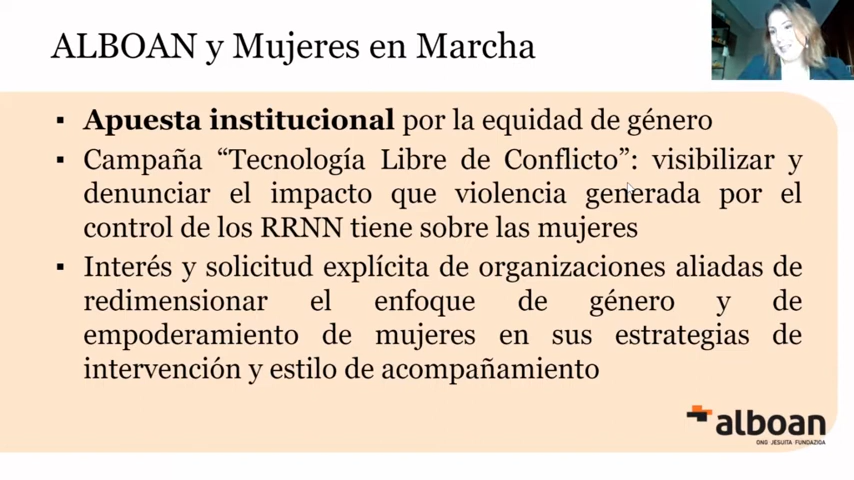 ALBOAN y Mujeres en Marcha
▪ Apuesta institucional por la equidad de género
▪ Campaña “Tecnología Libre de Conflicto”: visibilizar y
denunciar el impacto que violencia generada por el
control de los RRNN tiene sobre las mujeres
▪ Interés y solicitud explícita de organizaciones aliadas de
redimensionar el enfoque de género y de
empoderamiento de mujeres en sus estrategias de
intervención y estilo de acompañamiento
alboan
ONG JESUITA FUNDAZIOA